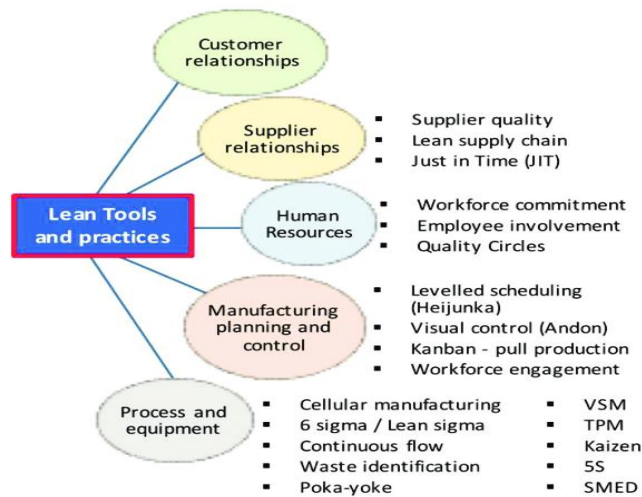 Customer
relationships
Supplier
relationships
Supplier quality
Lean supply chain
Just in Time (JIT)
Lean Tools
and practices
Human
Resources
Workforce commitment
Employee involvement
Quality Circles
Manufacturing
planning and
control
Levelled scheduling
(Heijunka)
Visual control (Andon)
Kanban - pull production
Workforce engagement
Process and
equipment
Cellular manufacturing
6 sigma / Lean sigma
Continuous flow
Waste identification
Poka-yoke
VSM
TPM
Kaizen
5S
SMED